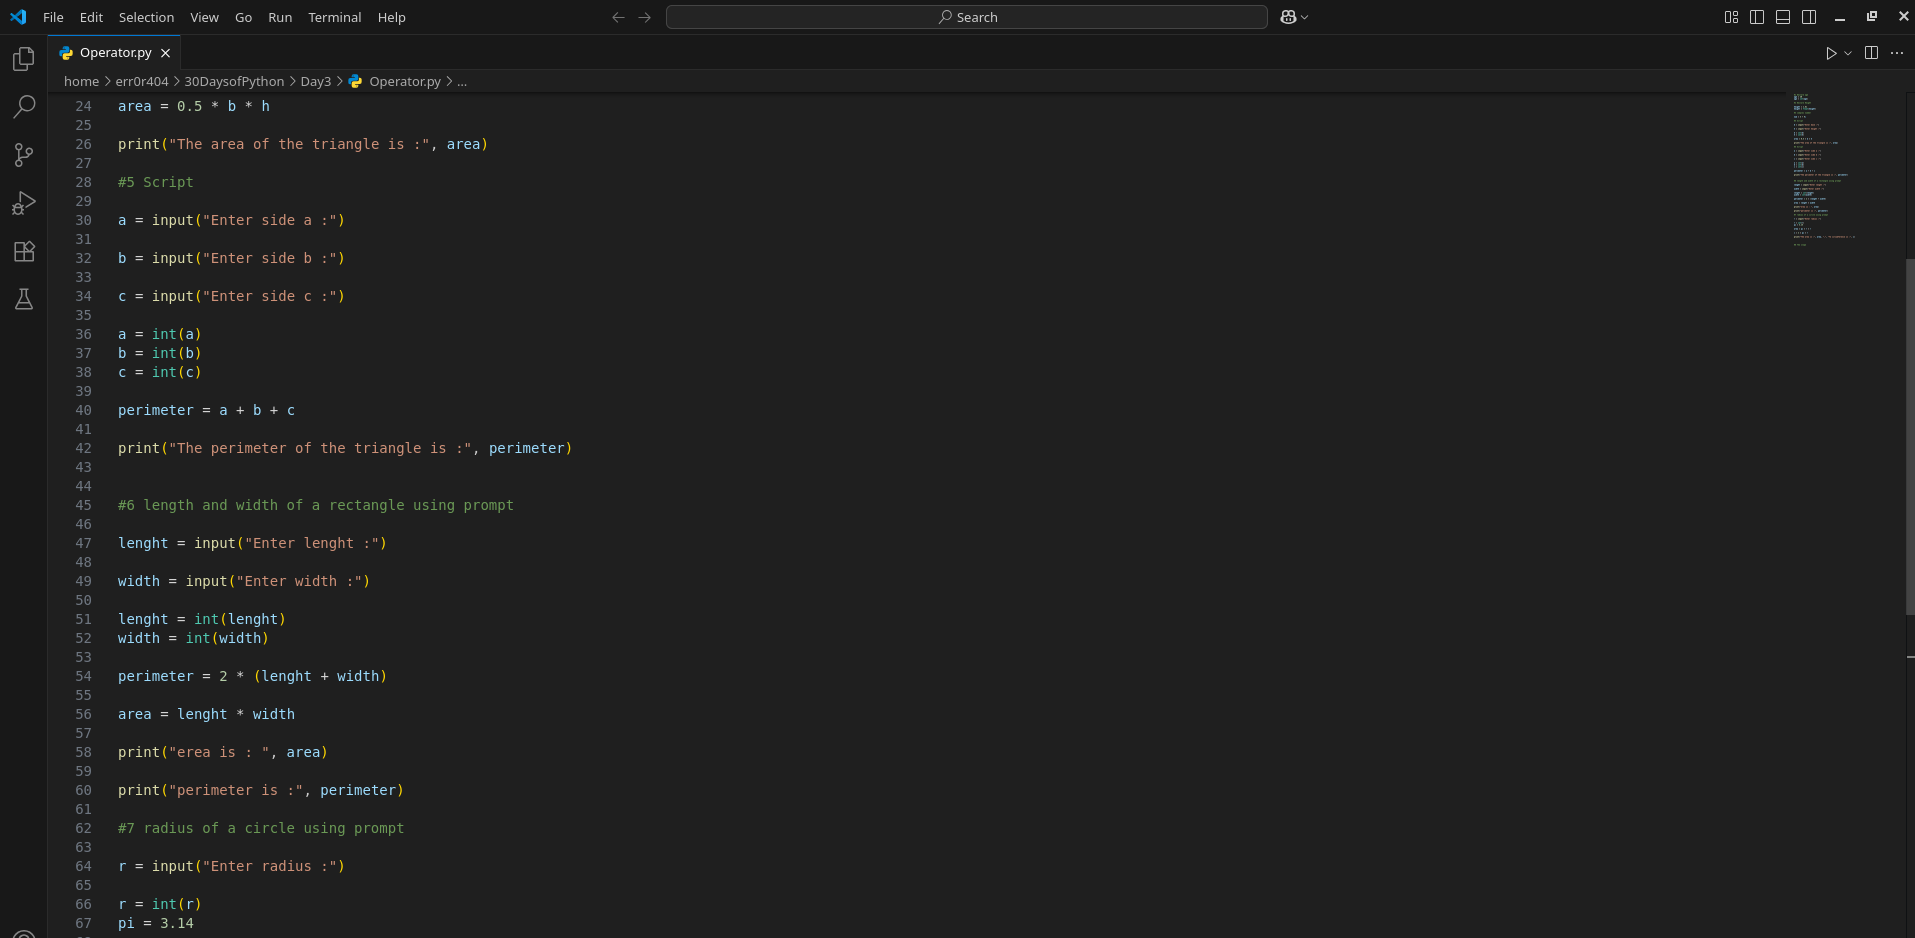 File Edit Selection View Go Run Terminal Help
Search
Operator.py
home > err0r404 > 30DaysofPython > Day3 > Operator.py > ...
24 area = 0.5 * b * h
25
26 print("The area of the triangle is :", area)
27
28 #5 Script
29
30 a = input("Enter side a :")
31
32 b = input("Enter side b :")
33
34 c = input("Enter side c :")
35
36 a = int(a)
37 b = int(b)
38 c = int(c)
39
40 perimeter = a + b + c
41
42 print("The perimeter of the triangle is :", perimeter)
43
44
45 #6 length and width of a rectangle using prompt
46
47 lenght = input("Enter lenght :")
48
49 width = input("Enter width :")
50
51 lenght = int(lenght)
52 width = int(width)
53
54 perimeter = 2 * (lenght + width)
55
56 area = lenght * width
57
58 print("erea is : ", area)
59
60 print("perimeter is :", perimeter)
61
62 #7 radius of a circle using prompt
63
64 r = input("Enter radius :")
65
66 r = int(r)
67 pi = 3.14